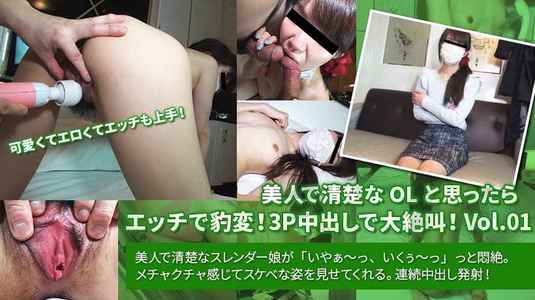 可愛くてエロくてエッチも上手！
美人で清楚な OL と思ったら
エッチで豹変！3P中出しで大絶叫！Vol.01
美人で清楚なスレンダー娘が「いやぁ〜っ、いくぅ〜っ」っと悶絶。
メチャクチャ感じてスケベな姿を見せてくれる。連続中出し発射！